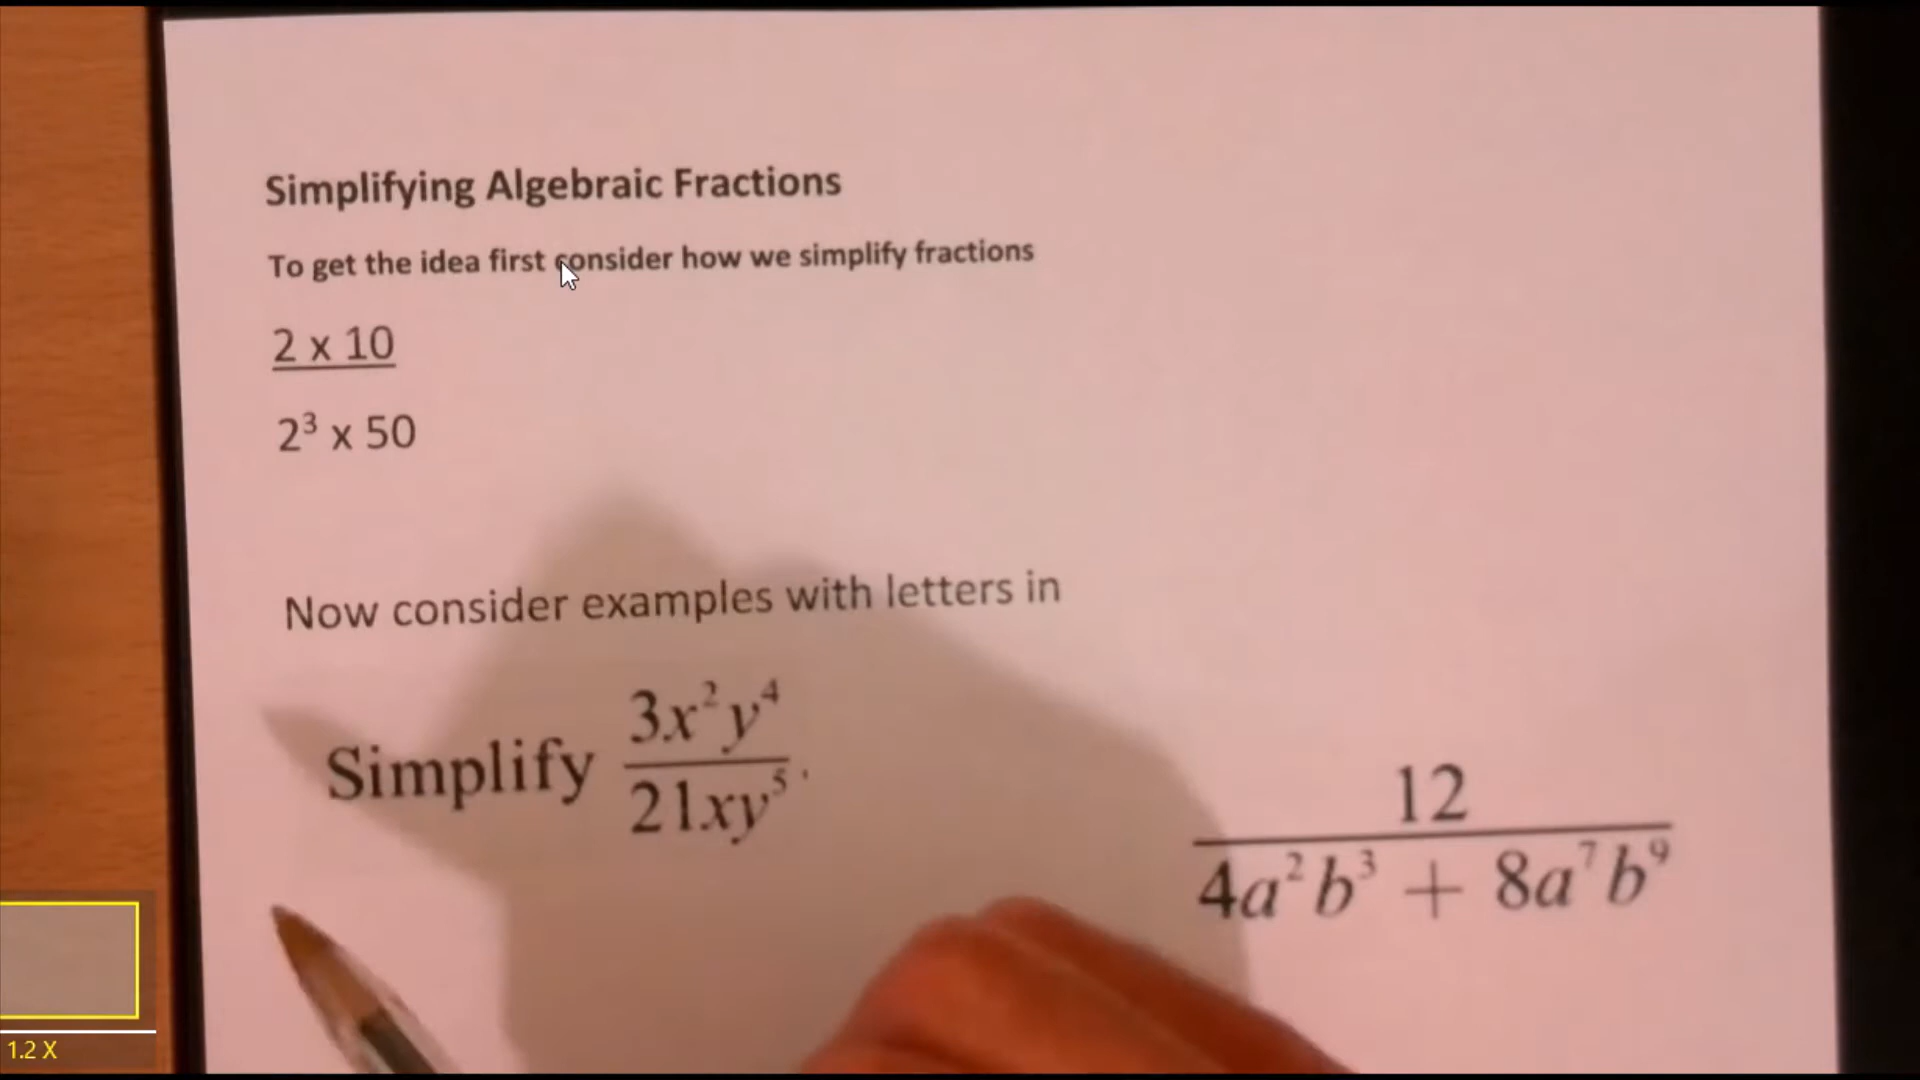 Simplifying Algebraic Fractions
To get the idea first consider how we simplify fractions
2 x 10
2³ x 50
Now consider examples with letters in
Simplify 3x²y⁴
21xy⁵.
12
4a²b³ + 8a⁷b⁹
1.2 X